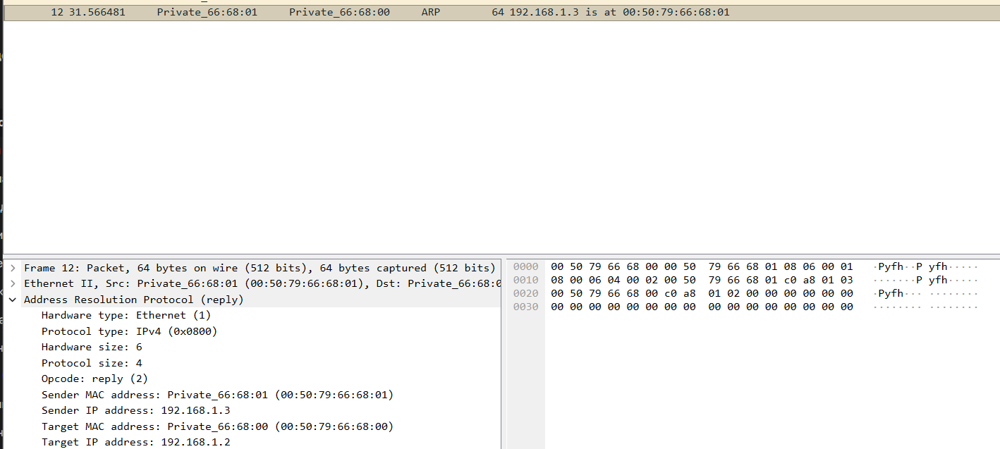 12 31.566481 Private_66:68:01 Private_66:68:00 ARP 64 192.168.1.3 is at 00:50:79:66:68:01
Frame 12: Packet, 64 bytes on wire (512 bits), 64 bytes captured (512 bits)
Ethernet II, Src: Private_66:68:01 (00:50:79:66:68:01), Dst: Private_66:68:0
Address Resolution Protocol (reply)
Hardware type: Ethernet (1)
Protocol type: IPv4 (0x0800)
Hardware size: 6
Protocol size: 4
Opcode: reply (2)
Sender MAC address: Private_66:68:01 (00:50:79:66:68:01)
Sender IP address: 192.168.1.3
Target MAC address: Private_66:68:00 (00:50:79:66:68:00)
Target IP address: 192.168.1.2
0000 00 50 79 66 68 00 00 50 79 66 68 01 08 06 00 01 ·Pyfh··P yfh·····
0010 08 00 06 04 00 02 00 50 79 66 68 01 c0 a8 01 03 ·······P yfh·····
0020 00 50 79 66 68 00 c0 a8 01 02 00 00 00 00 00 00 ·Pyfh··· ········
0030 00 00 00 00 00 00 00 00 00 00 00 00 00 00 00 00 ········ ········